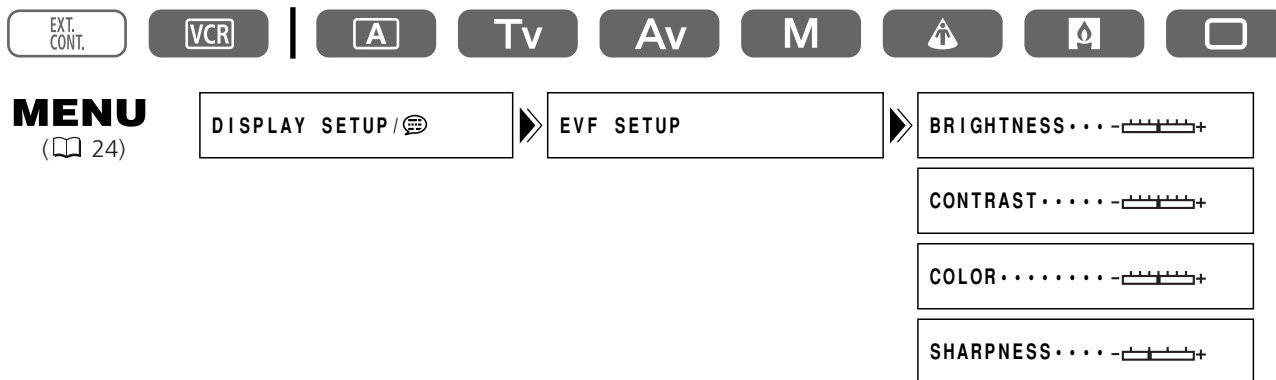 EXT.
CONT.
VCR
A
Tv
Av
M
MENU
(24)
DISPLAY SETUP/
EVF SETUP
BRIGHTNESS··· - +
CONTRAST····· - +
COLOR········ - +
SHARPNESS···· - +